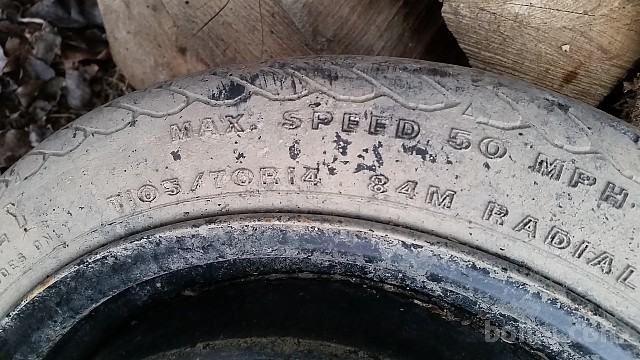 MAX. SPEED 50 MPH
T105/70R14 84M RADIAL